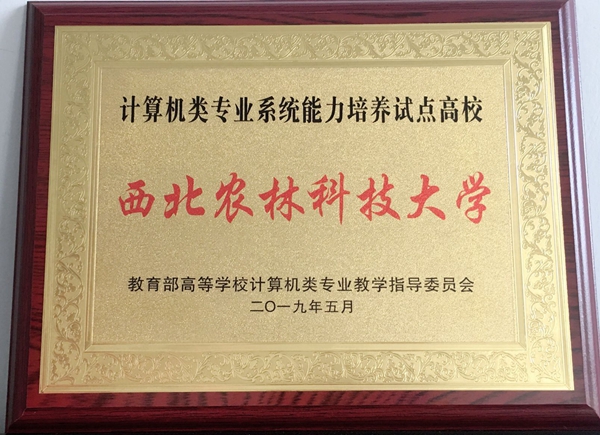 计算机类专业系统能力培养试点高校
西北农林科技大学
教育部高等学校计算机类专业教学指导委员会
二〇一九年五月